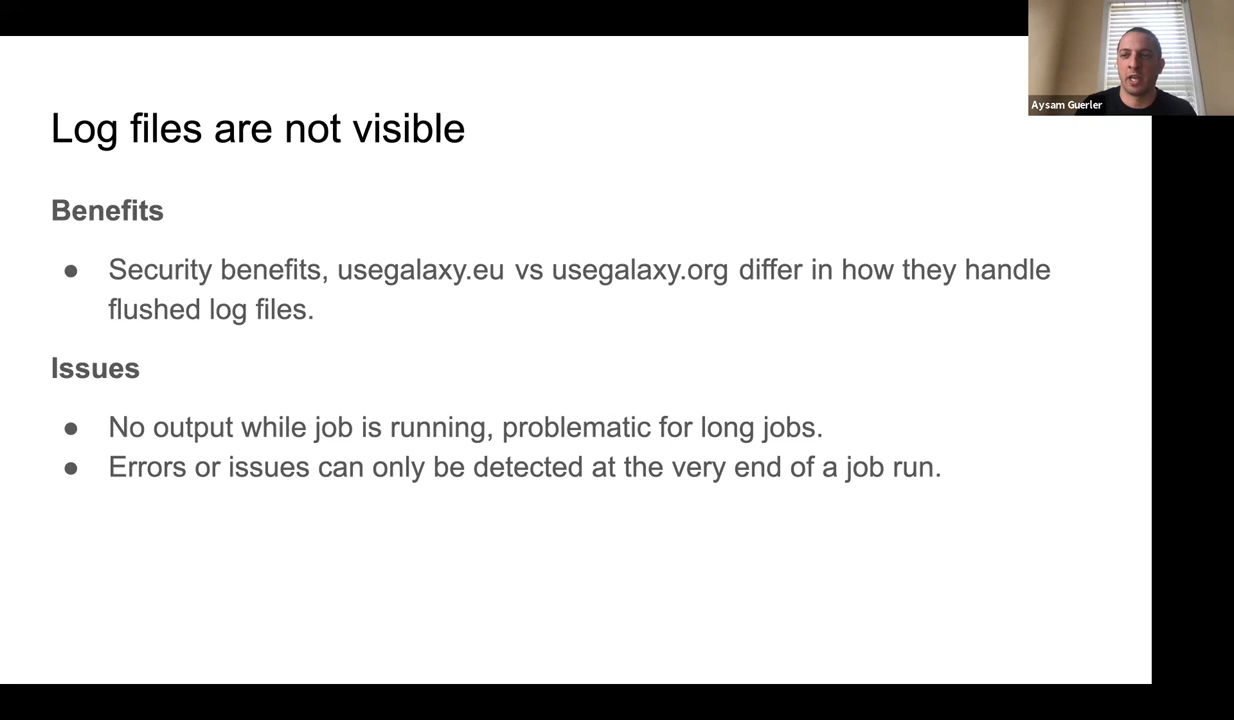 Aysam Guerler
Log files are not visible
Benefits
● Security benefits, usegalaxy.eu vs usegalaxy.org differ in how they handle
flushed log files.
Issues
● No output while job is running, problematic for long jobs.
● Errors or issues can only be detected at the very end of a job run.